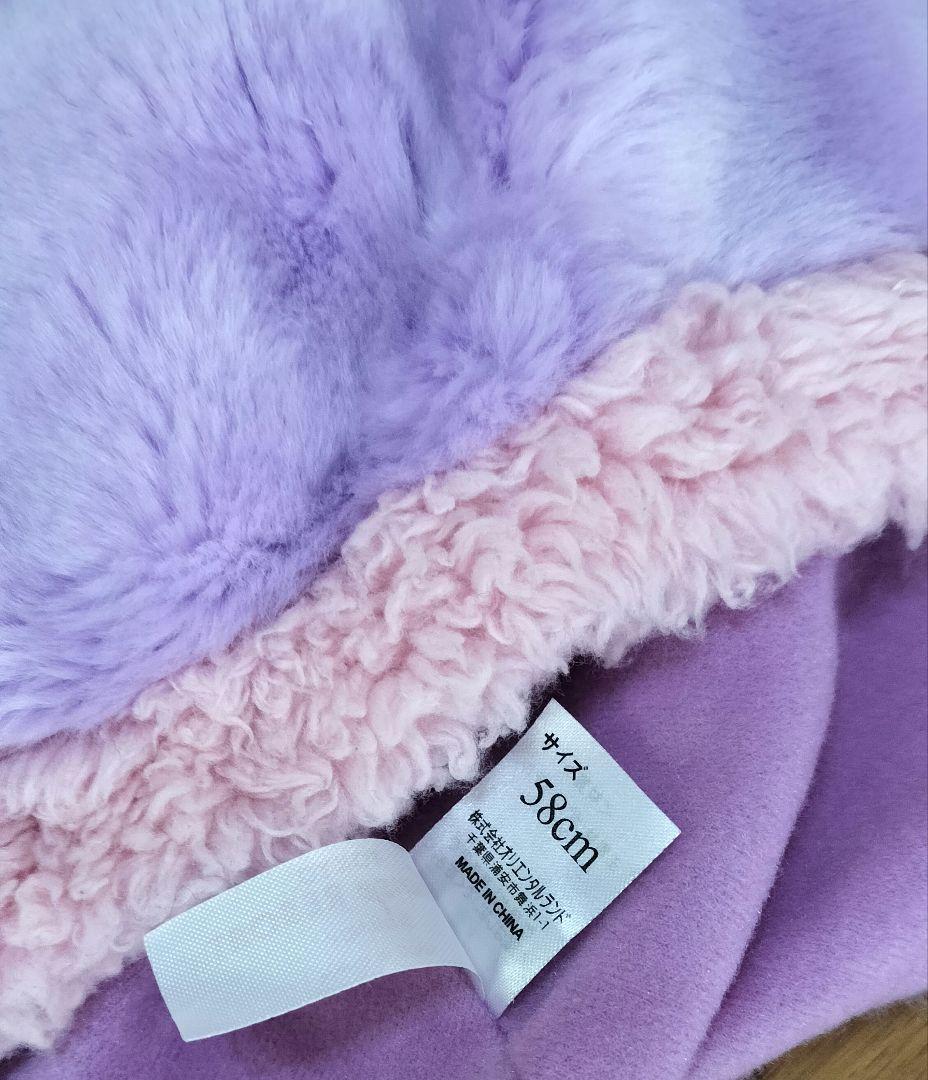 サイズ
58cm
株式会社オリエンタルランド
千葉県浦安市舞浜1-1
MADE IN CHINA